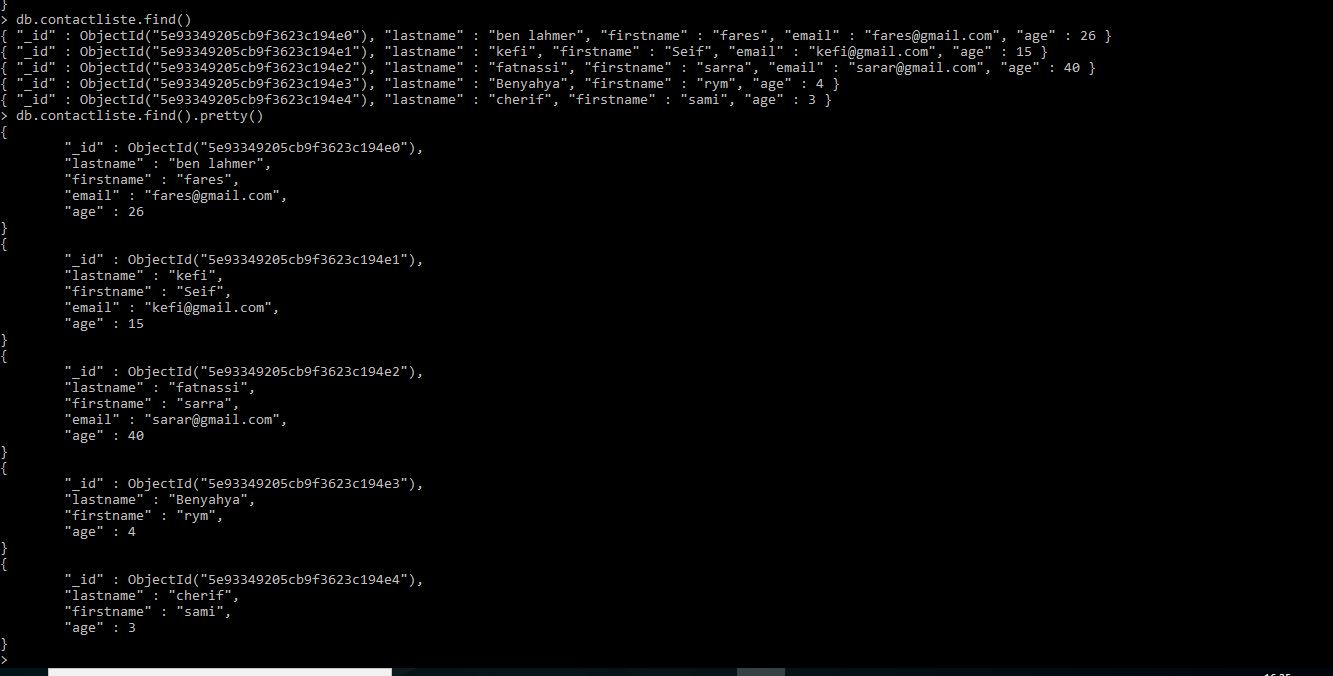 }
> db.contactliste.find()
{ "_id" : ObjectId("5e93349205cb9f3623c194e0"), "lastname" : "ben lahmer", "firstname" : "fares", "email" : "fares@gmail.com", "age" : 26 }
{ "_id" : ObjectId("5e93349205cb9f3623c194e1"), "lastname" : "kefi", "firstname" : "Seif", "email" : "kefi@gmail.com", "age" : 15 }
{ "_id" : ObjectId("5e93349205cb9f3623c194e2"), "lastname" : "fatnassi", "firstname" : "sarra", "email" : "sarar@gmail.com", "age" : 40 }
{ "_id" : ObjectId("5e93349205cb9f3623c194e3"), "lastname" : "Benyahya", "firstname" : "rym", "age" : 4 }
{ "_id" : ObjectId("5e93349205cb9f3623c194e4"), "lastname" : "cherif", "firstname" : "sami", "age" : 3 }
> db.contactliste.find().pretty()
{
        "_id" : ObjectId("5e93349205cb9f3623c194e0"),
        "lastname" : "ben lahmer",
        "firstname" : "fares",
        "email" : "fares@gmail.com",
        "age" : 26
}
{
        "_id" : ObjectId("5e93349205cb9f3623c194e1"),
        "lastname" : "kefi",
        "firstname" : "Seif",
        "email" : "kefi@gmail.com",
        "age" : 15
}
{
        "_id" : ObjectId("5e93349205cb9f3623c194e2"),
        "lastname" : "fatnassi",
        "firstname" : "sarra",
        "email" : "sarar@gmail.com",
        "age" : 40
}
{
        "_id" : ObjectId("5e93349205cb9f3623c194e3"),
        "lastname" : "Benyahya",
        "firstname" : "rym",
        "age" : 4
}
{
        "_id" : ObjectId("5e93349205cb9f3623c194e4"),
        "lastname" : "cherif",
        "firstname" : "sami",
        "age" : 3
}
>